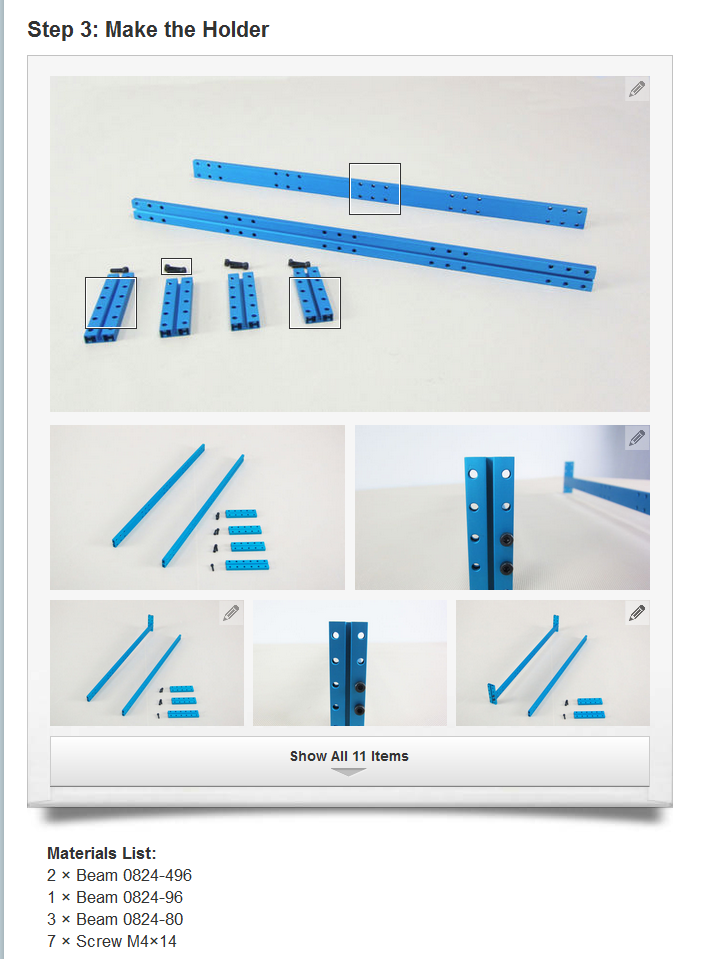 Step 3: Make the Holder
Show All 11 Items
Materials List:
2 × Beam 0824-496
1 × Beam 0824-96
3 × Beam 0824-80
7 × Screw M4×14